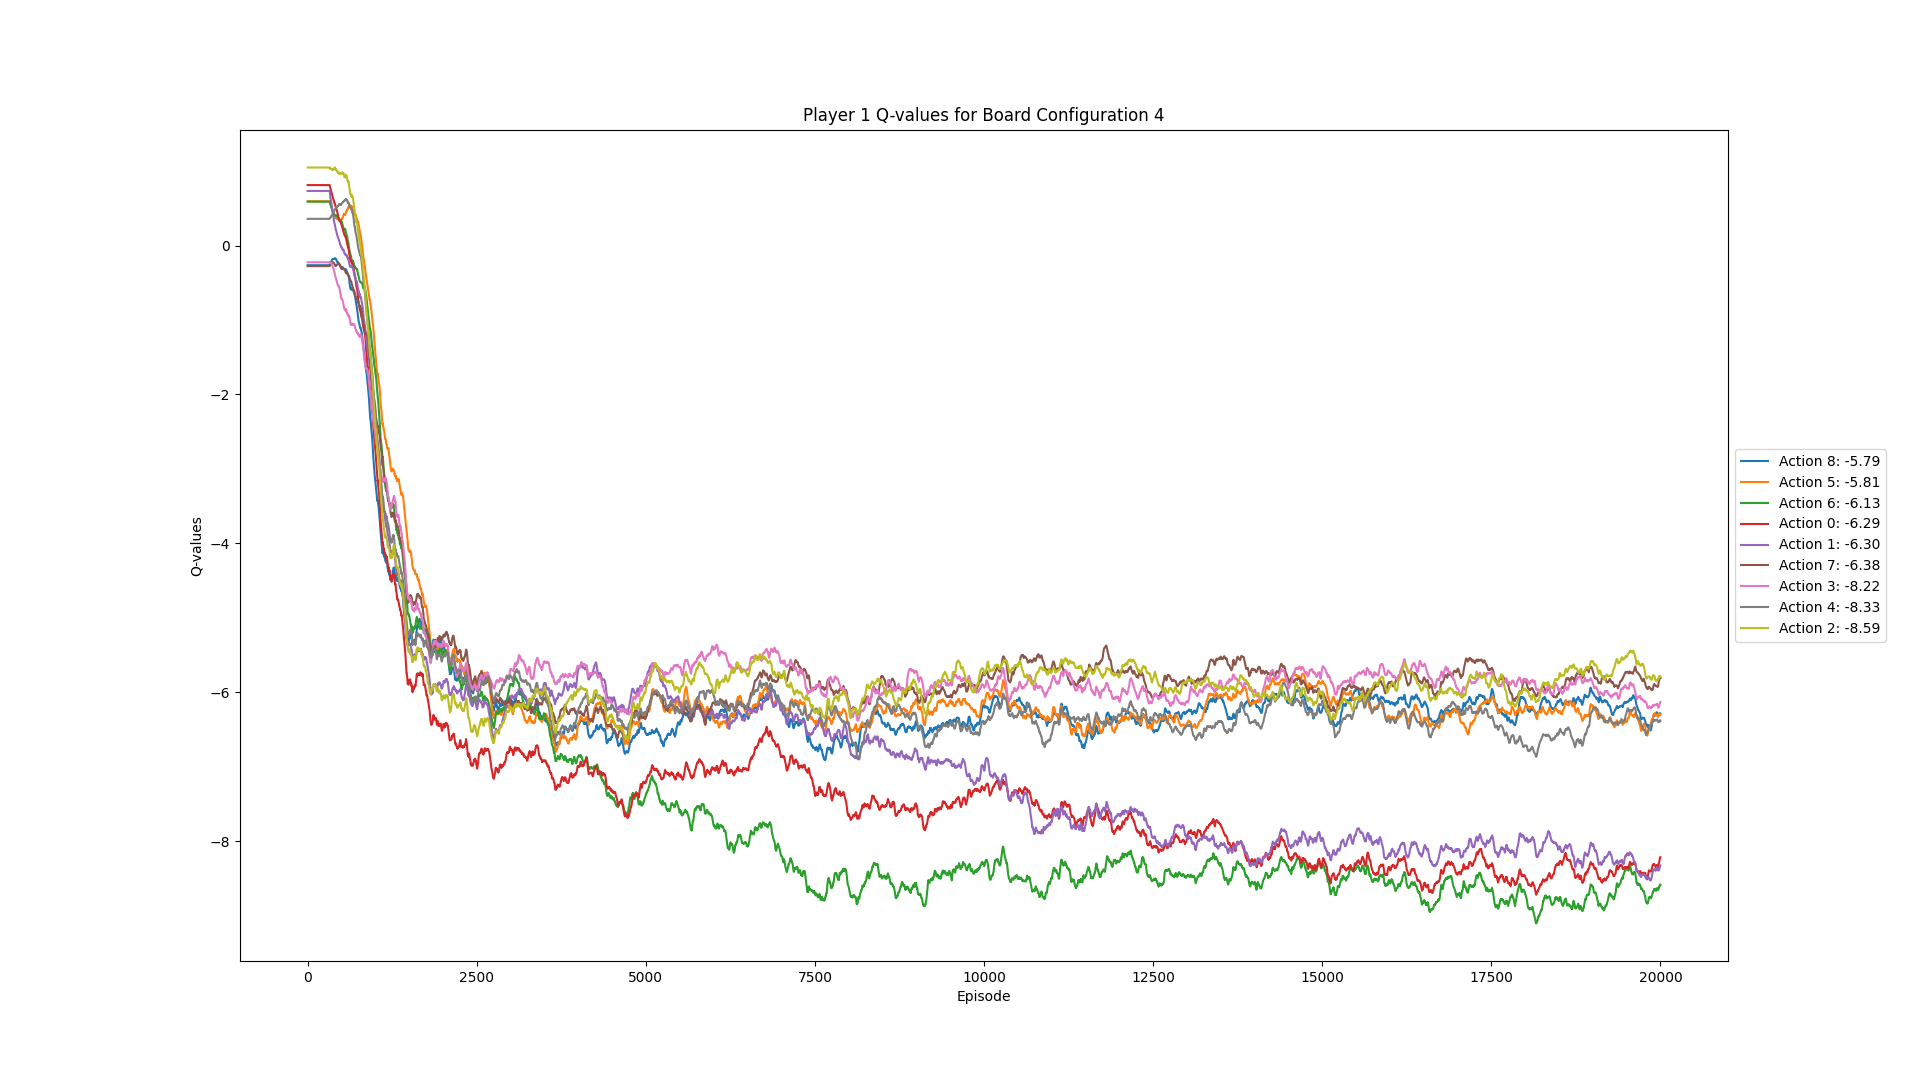 Player 1 Q-values for Board Configuration 4
Q-values
0
−2
−4
−6
−8
0
2500
5000
7500
10000
12500
15000
17500
20000
Episode
Action 8: -5.79
Action 5: -5.81
Action 6: -6.13
Action 0: -6.29
Action 1: -6.30
Action 7: -6.38
Action 3: -8.22
Action 4: -8.33
Action 2: -8.59